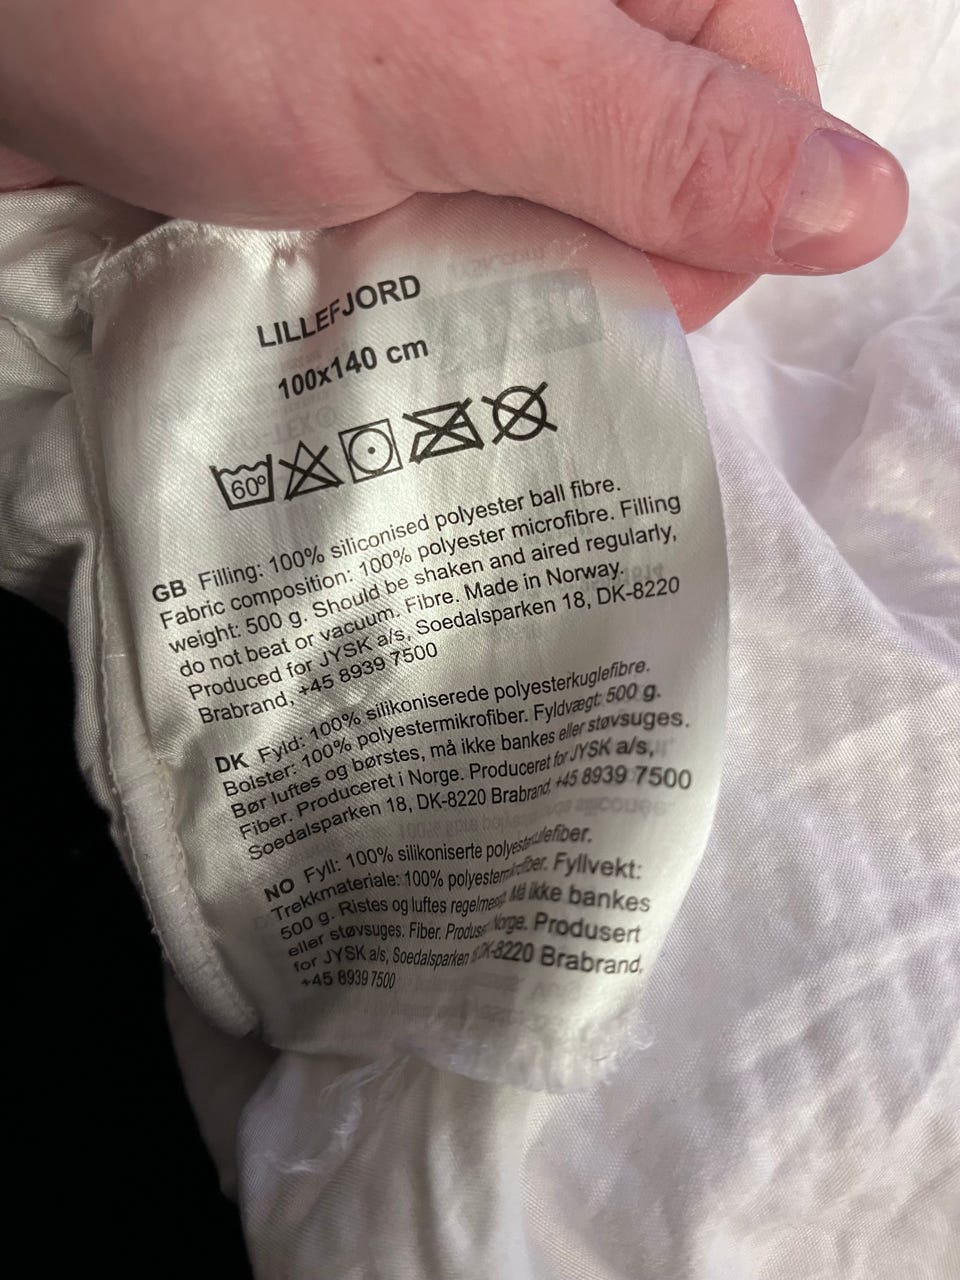 LILLEFJORD
100x140 cm
60°
GB Filling: 100% siliconised polyester ball fibre.
Fabric composition: 100% polyester microfibre. Filling
weight: 500 g. Should be shaken and aired regularly,
do not beat or vacuum. Fibre. Made in Norway.
Produced for JYSK a/s, Soedalsparken 18, DK-8220
Brabrand, +45 8939 7500
DK Fyld: 100% silikoniserede polyesterkuglefibre.
Bolster: 100% polyestermikrofiber. Fyldvægt: 500 g.
Bør luftes og børstes, må ikke bankes eller støvsuges.
Fiber. Produceret i Norge. Produceret for JYSK a/s,
Soedalsparken 18, DK-8220 Brabrand, +45 8939 7500
NO Fyll: 100% silikoniserte polyesterkulefiber.
Trekkmateriale: 100% polyestermikrofiber. Fyllvekt:
500 g. Ristes og luftes regelmessig. Må ikke bankes
eller støvsuges. Fiber. Norge. Produsert
for JYSK a/s, Soedalsparken DK-8220 Brabrand,
+45 8939 7500